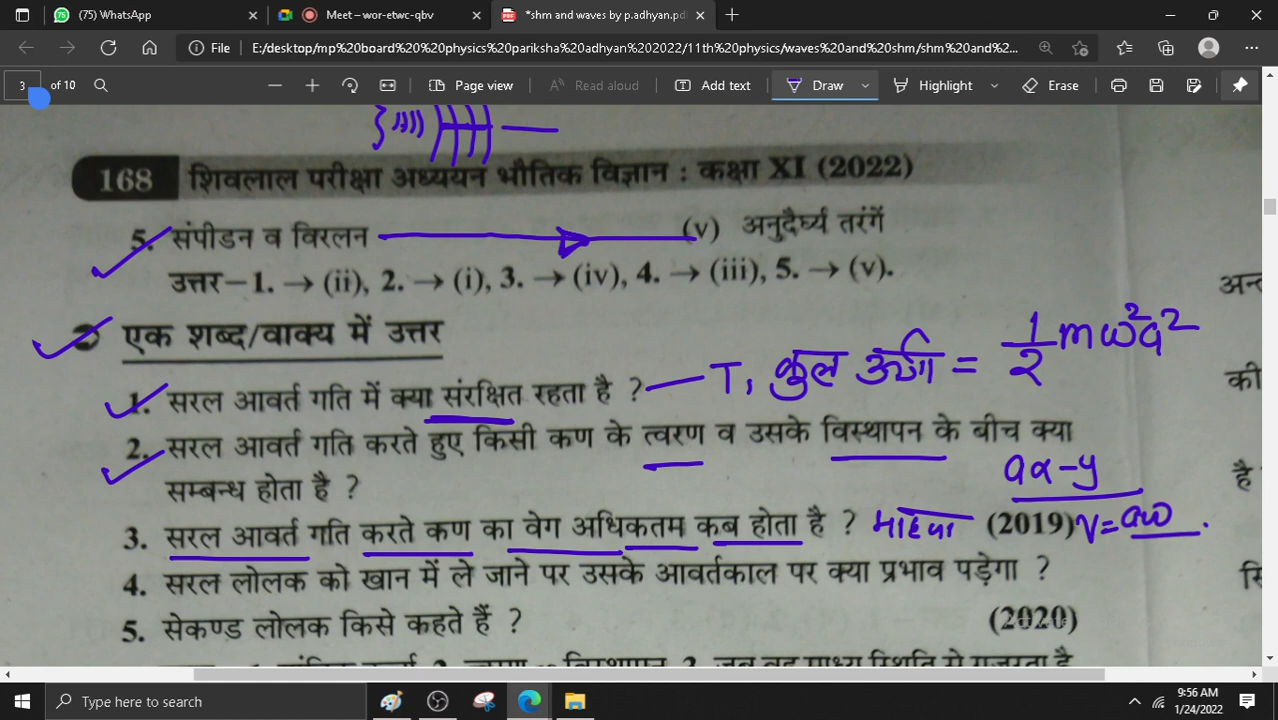 (75) WhatsApp
Meet – wor-etwc-qbv
*shm and waves by p.adhyan.pd
File
E:/desktop/mp%20board%20%20physics%20pariksha%20adhyan%202022/11th%20physics/waves%20and%20shm/shm%20and%2...
3 of 10
Page view
Read aloud
Add text
Draw
Highlight
Erase
168 शिवलाल परीक्षा अध्ययन भौतिक विज्ञान : कक्षा XI (2022)
5. संपीडन व विरलन (v) अनुदैर्घ्य तरंगें
उत्तर–1. → (ii), 2. → (i), 3. → (iv), 4. → (iii), 5. → (v).
एक शब्द/वाक्य में उत्तर
1. सरल आवर्त गति में क्या संरक्षित रहता है ? T, कुल ऊर्जा = 1/2 mω²a²
2. सरल आवर्त गति करते हुए किसी कण के त्वरण व उसके विस्थापन के बीच क्या
सम्बन्ध होता है ? a α – y
3. सरल आवर्त गति करते कण का वेग अधिकतम कब होता है ? (2019) V = aω
4. सरल लोलक को खान में ले जाने पर उसके आवर्तकाल पर क्या प्रभाव पड़ेगा ?
5. सेकण्ड लोलक किसे कहते हैं ? (2020)
अन्त
की
है
Type here to search
9:56 AM
1/24/2022